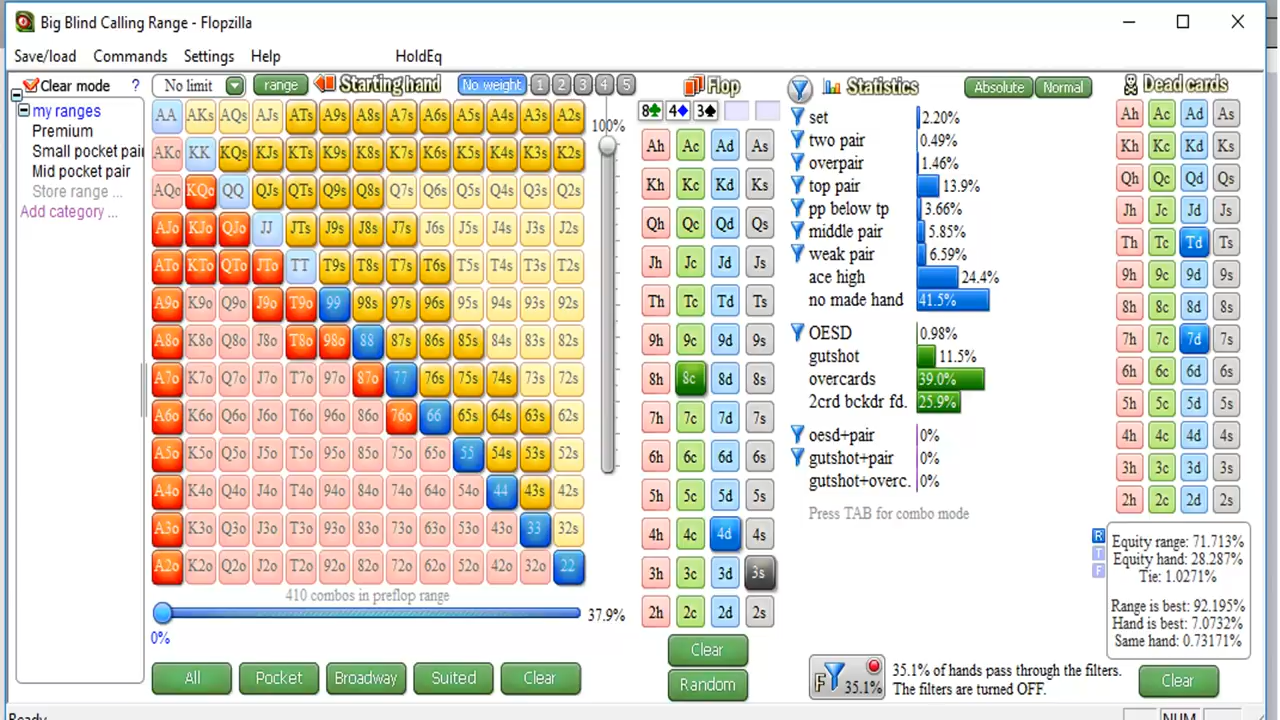 Big Blind Calling Range - Flopzilla
Save/load Commands Settings Help HoldEq
Clear mode ?
my ranges
Premium
Small pocket pair
Mid pocket pair
Store range ...
Add category ...
No limit range Starting hand No weight 1 2 3 4 5
AA AKs AQs AJs ATs A9s A8s A7s A6s A5s A4s A3s A2s
AKo KK KQs KJs KTs K9s K8s K7s K6s K5s K4s K3s K2s
AQo KQo QQ QJs QTs Q9s Q8s Q7s Q6s Q5s Q4s Q3s Q2s
AJo KJo QJo JJ JTs J9s J8s J7s J6s J5s J4s J3s J2s
ATo KTo QTo JTo TT T9s T8s T7s T6s T5s T4s T3s T2s
A9o K9o Q9o J9o T9o 99 98s 97s 96s 95s 94s 93s 92s
A8o K8o Q8o J8o T8o 98o 88 87s 86s 85s 84s 83s 82s
A7o K7o Q7o J7o T7o 97o 87o 77 76s 75s 74s 73s 72s
A6o K6o Q6o J6o T6o 96o 86o 76o 66 65s 64s 63s 62s
A5o K5o Q5o J5o T5o 95o 85o 75o 65o 55 54s 53s 52s
A4o K4o Q4o J4o T4o 94o 84o 74o 64o 54o 44 43s 42s
A3o K3o Q3o J3o T3o 93o 83o 73o 63o 53o 43o 33 32s
A2o K2o Q2o J2o T2o 92o 82o 72o 62o 52o 42o 32o 22
100%
410 combos in preflop range
37.9%
0%
All Pocket Broadway Suited Clear
Flop
8♣ 4♦ 3♠
Ah Ac Ad As
Kh Kc Kd Ks
Qh Qc Qd Qs
Jh Jc Jd Js
Th Tc Td Ts
9h 9c 9d 9s
8h 8c 8d 8s
7h 7c 7d 7s
6h 6c 6d 6s
5h 5c 5d 5s
4h 4c 4d 4s
3h 3c 3d 3s
2h 2c 2d 2s
Clear
Random
Statistics Absolute Normal
set 2.20%
two pair 0.49%
overpair 1.46%
top pair 13.9%
pp below tp 3.66%
middle pair 5.85%
weak pair 6.59%
ace high 24.4%
no made hand 41.5%
OESD 0.98%
gutshot 11.5%
overcards 39.0%
2crd bckdr fd. 25.9%
oesd+pair 0%
gutshot+pair 0%
gutshot+overc. 0%
Press TAB for combo mode
F 35.1%
35.1% of hands pass through the filters.
The filters are turned OFF.
Dead cards
Ah Ac Ad As
Kh Kc Kd Ks
Qh Qc Qd Qs
Jh Jc Jd Js
Th Tc Td Ts
9h 9c 9d 9s
8h 8c 8d 8s
7h 7c 7d 7s
6h 6c 6d 6s
5h 5c 5d 5s
4h 4c 4d 4s
3h 3c 3d 3s
2h 2c 2d 2s
R
T
F
Equity range: 71.713%
Equity hand: 28.287%
Tie: 1.0271%
Range is best: 92.195%
Hand is best: 7.0732%
Same hand: 0.73171%
Clear
Ready NUM